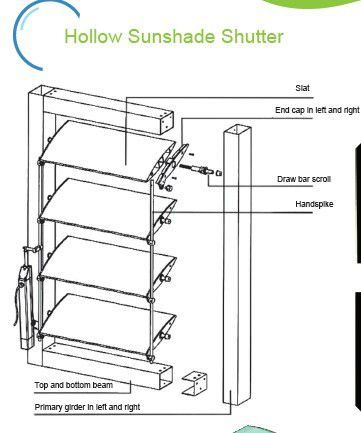 Hollow Sunshade Shutter
Slat
End cap in left and right
Draw bar scroll
Handspike
Top and bottom beam
Primary girder in left and right